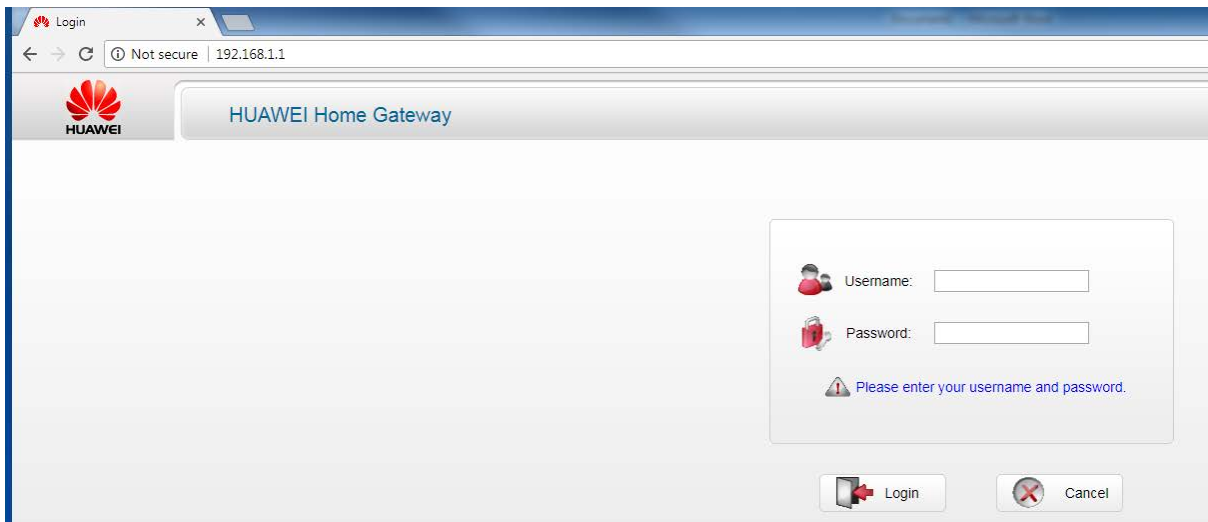 Login
Not secure | 192.168.1.1
HUAWEI
HUAWEI Home Gateway
Username:
Password:
Please enter your username and password.
Login
Cancel